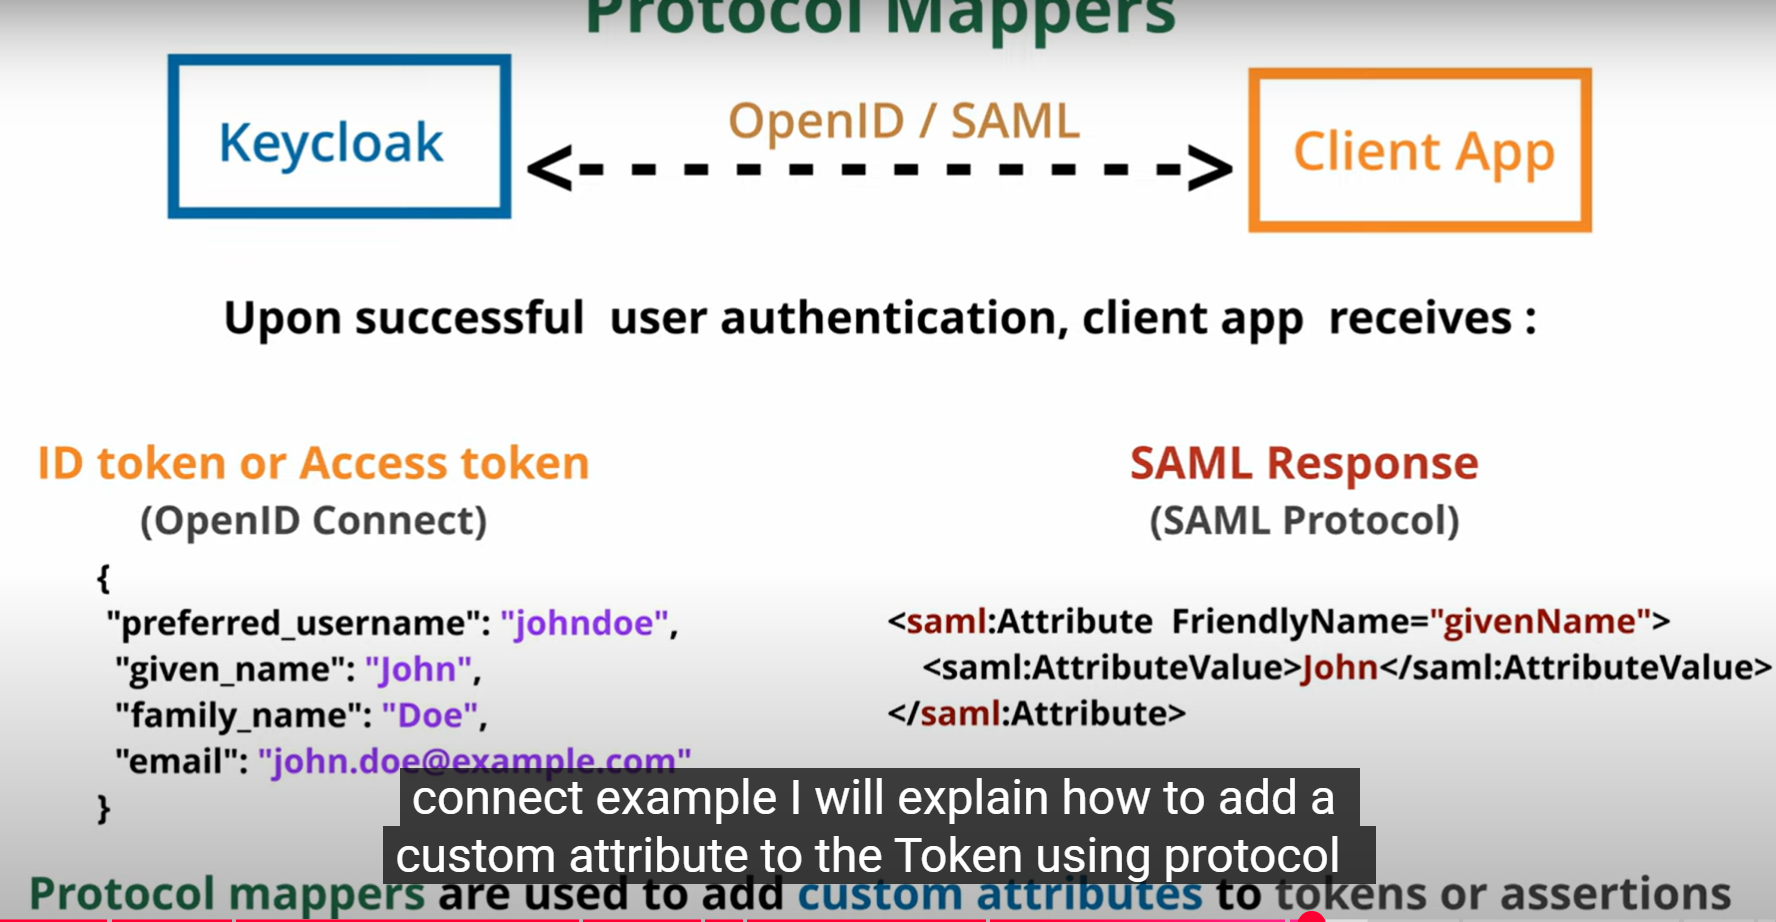 Protocol Mappers
Keycloak
OpenID / SAML
Client App
Upon successful user authentication, client app receives :
ID token or Access token
(OpenID Connect)
{
"preferred_username": "johndoe",
"given_name": "John",
"family_name": "Doe",
"email": "john.doe@example.com"
}
SAML Response
(SAML Protocol)
<saml:Attribute FriendlyName="givenName">
<saml:AttributeValue>John</saml:AttributeValue>
</saml:Attribute>
connect example I will explain how to add a
custom attribute to the Token using protocol
Protocol mappers are used to add custom attributes to tokens or assertions